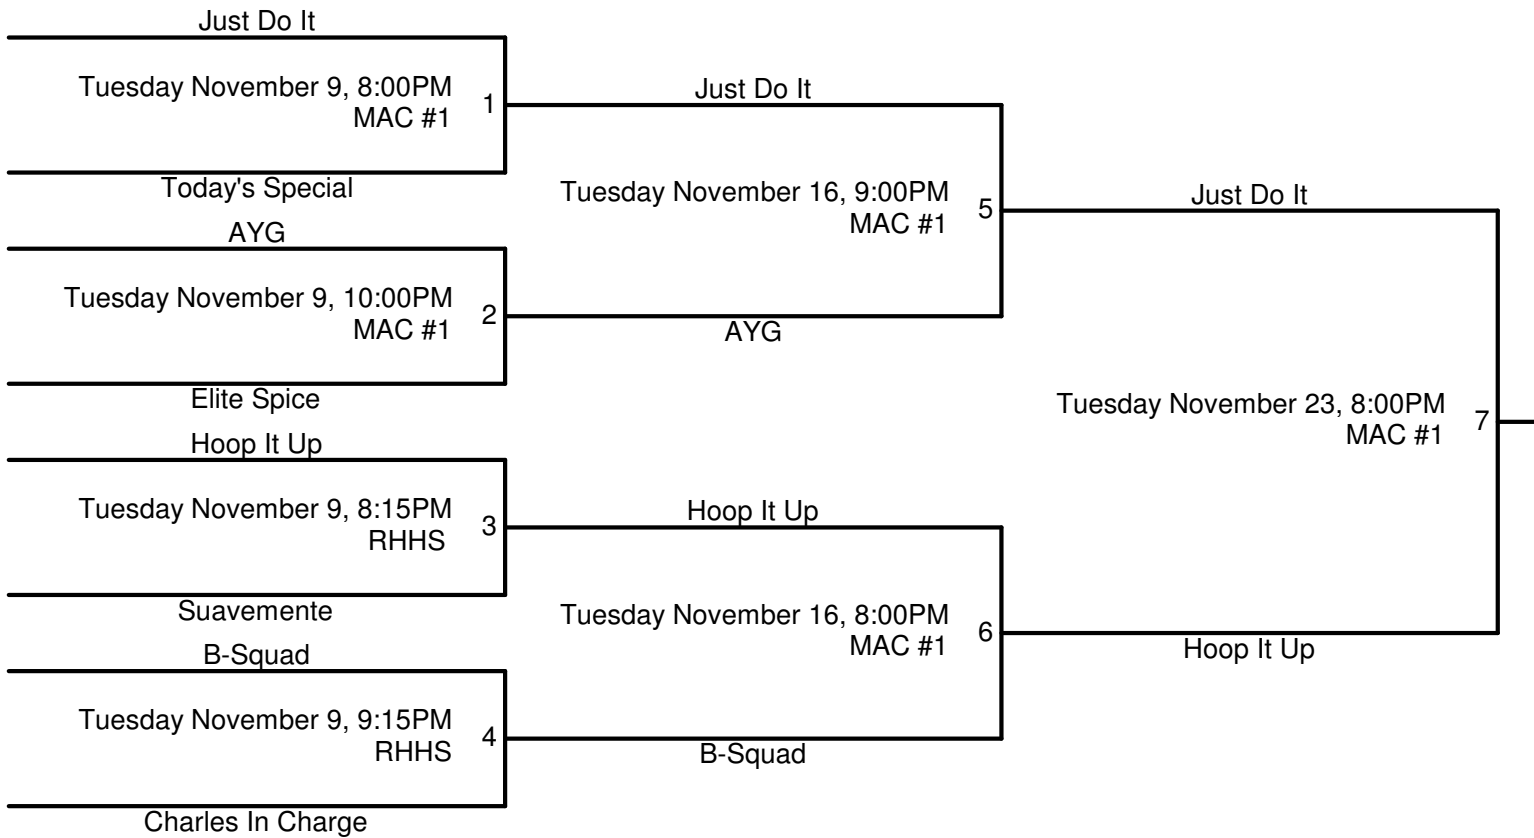 Just Do It
Tuesday November 9, 8:00PM
MAC #1
1
Today's Special
AYG
Tuesday November 9, 10:00PM
MAC #1
2
Elite Spice
Hoop It Up
Tuesday November 9, 8:15PM
RHHS
3
Suavemente
B-Squad
Tuesday November 9, 9:15PM
RHHS
4
Charles In Charge
Just Do It
Tuesday November 16, 9:00PM
MAC #1
5
AYG
Hoop It Up
Tuesday November 16, 8:00PM
MAC #1
6
B-Squad
Just Do It
Tuesday November 23, 8:00PM
MAC #1
7
Hoop It Up